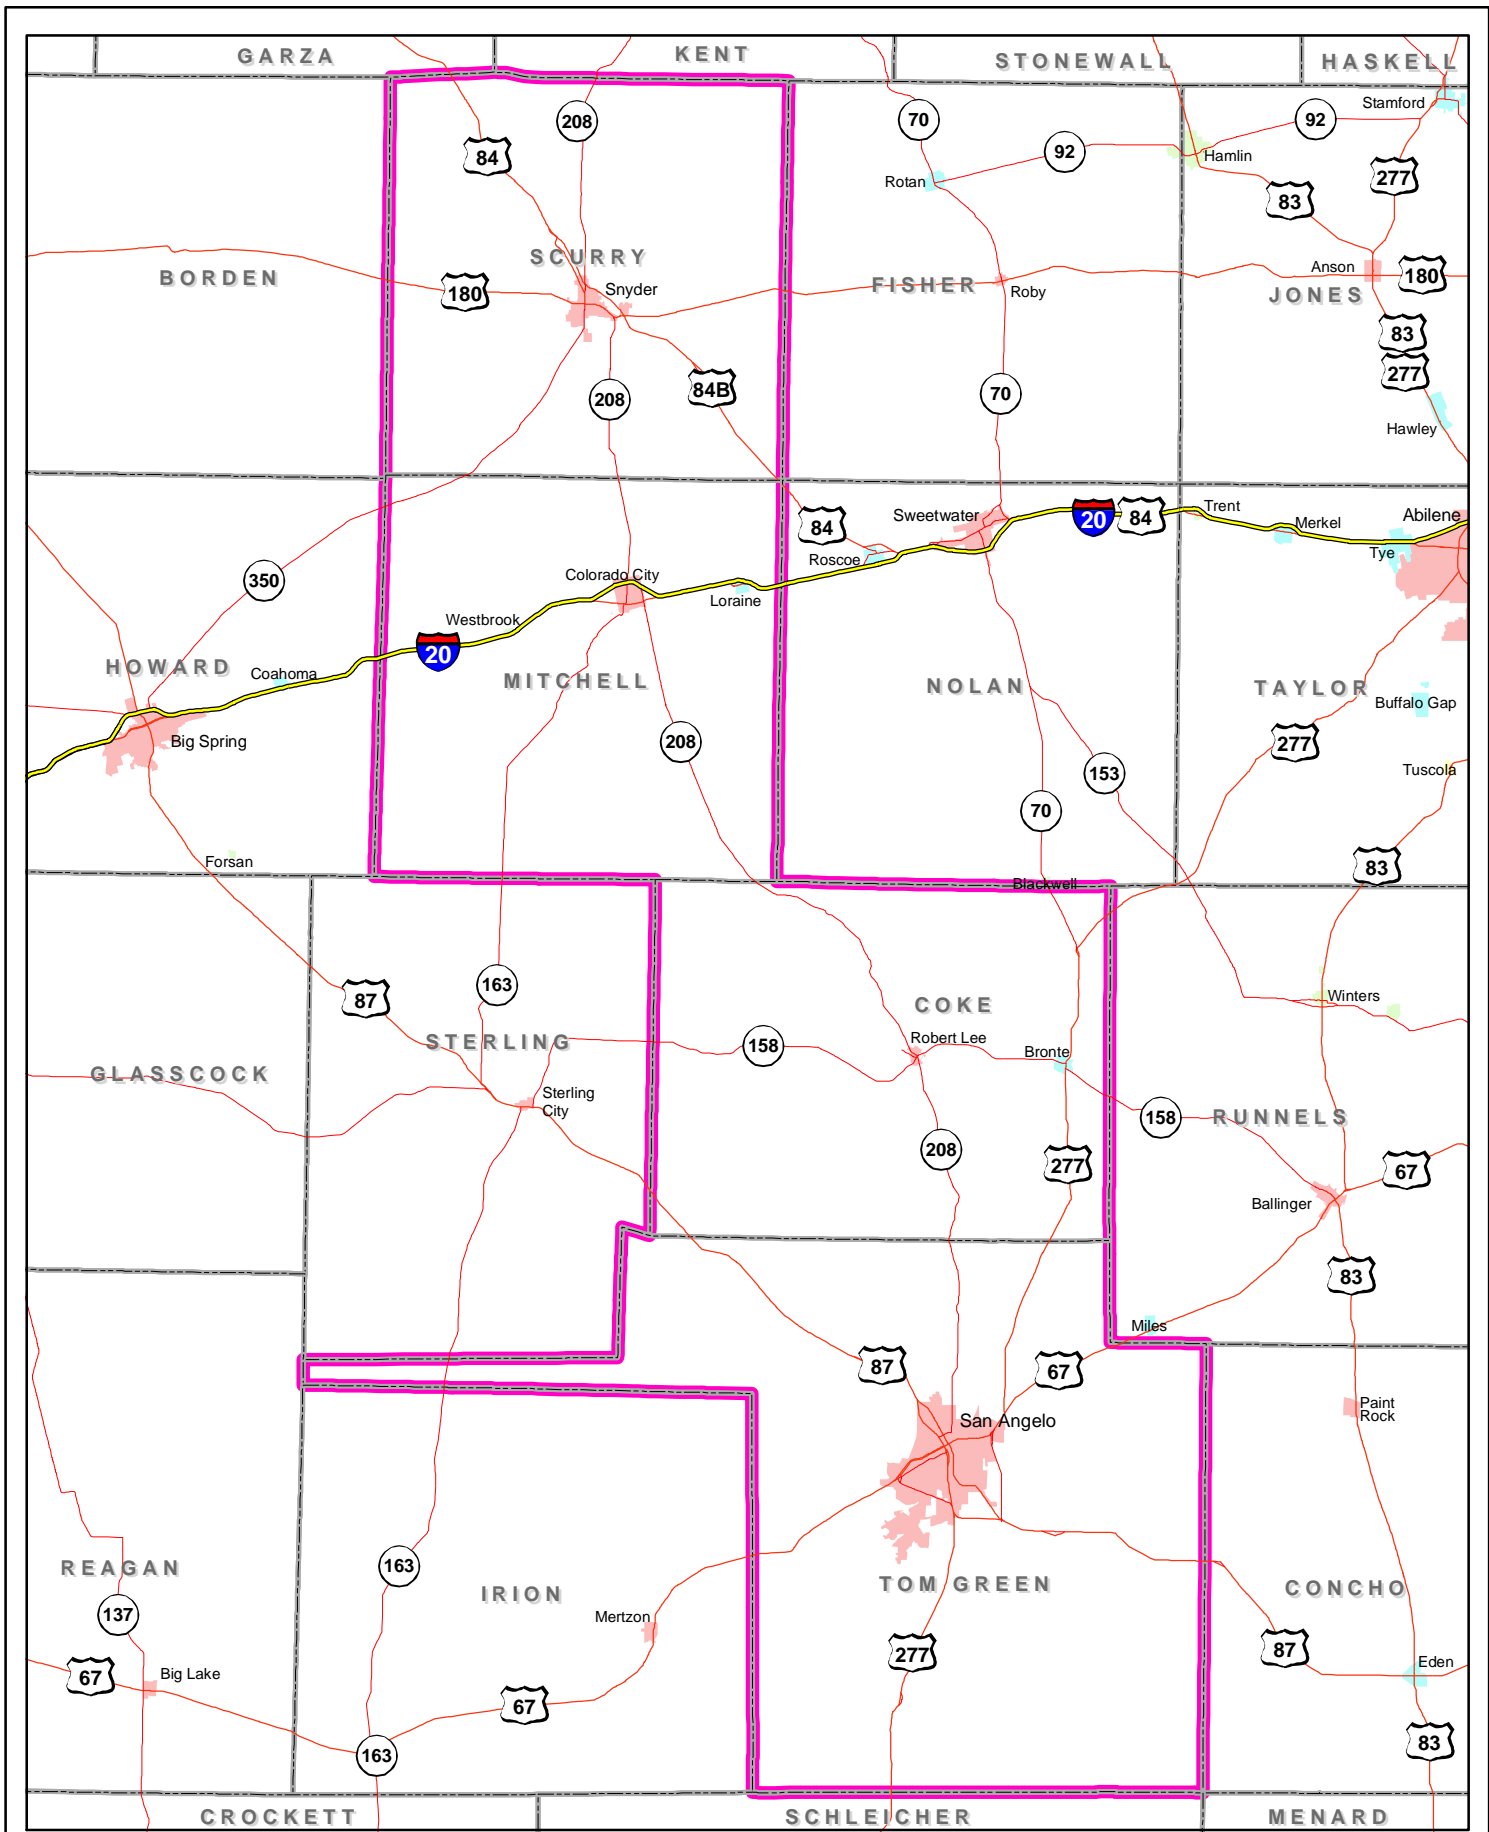 GARZA
KENT
STONEWALL
HASKELL
Stamford
208
70
92
92
84
Hamlin
277
Rotan
83
SCURRY
BORDEN
180
Snyder
FISHER
Roby
Anson
180
JONES
83
277
84B
208
70
Hawley
84
Sweetwater
20
84
Trent
Merkel
Abilene
Tye
Roscoe
350
Colorado City
Loraine
Westbrook
20
HOWARD
Coahoma
MITCHELL
NOLAN
TAYLOR
Buffalo Gap
Big Spring
208
277
153
Tuscola
70
Forsan
83
Blackwell
163
87
COKE
Winters
STERLING
158
Robert Lee
Bronte
GLASSCOCK
Sterling
City
158
RUNNELS
208
277
67
Ballinger
83
Miles
87
67
San Angelo
Paint
Rock
163
REAGAN
IRION
TOM GREEN
CONCHO
137
Mertzon
277
87
67
Big Lake
Eden
67
163
83
CROCKETT
SCHLEICHER
MENARD